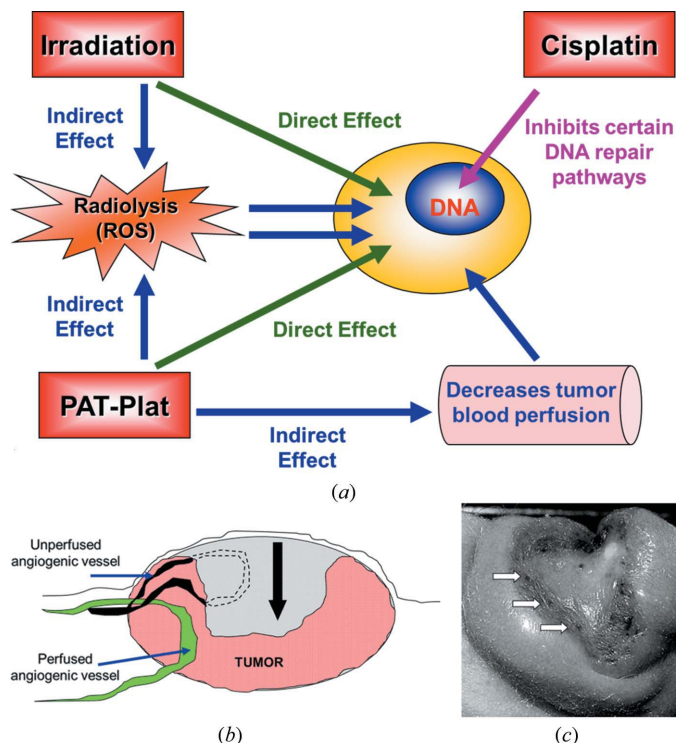 Irradiation
Cisplatin
Indirect
Effect
Direct Effect
Inhibits certain
DNA repair
pathways
Radiolysis
(ROS)
DNA
Indirect
Effect
Direct Effect
PAT-Plat
Decreases tumor
blood perfusion
Indirect
Effect
(a)
Unperfused
angiogenic vessel
Perfused
angiogenic vessel
TUMOR
(b)
(c)